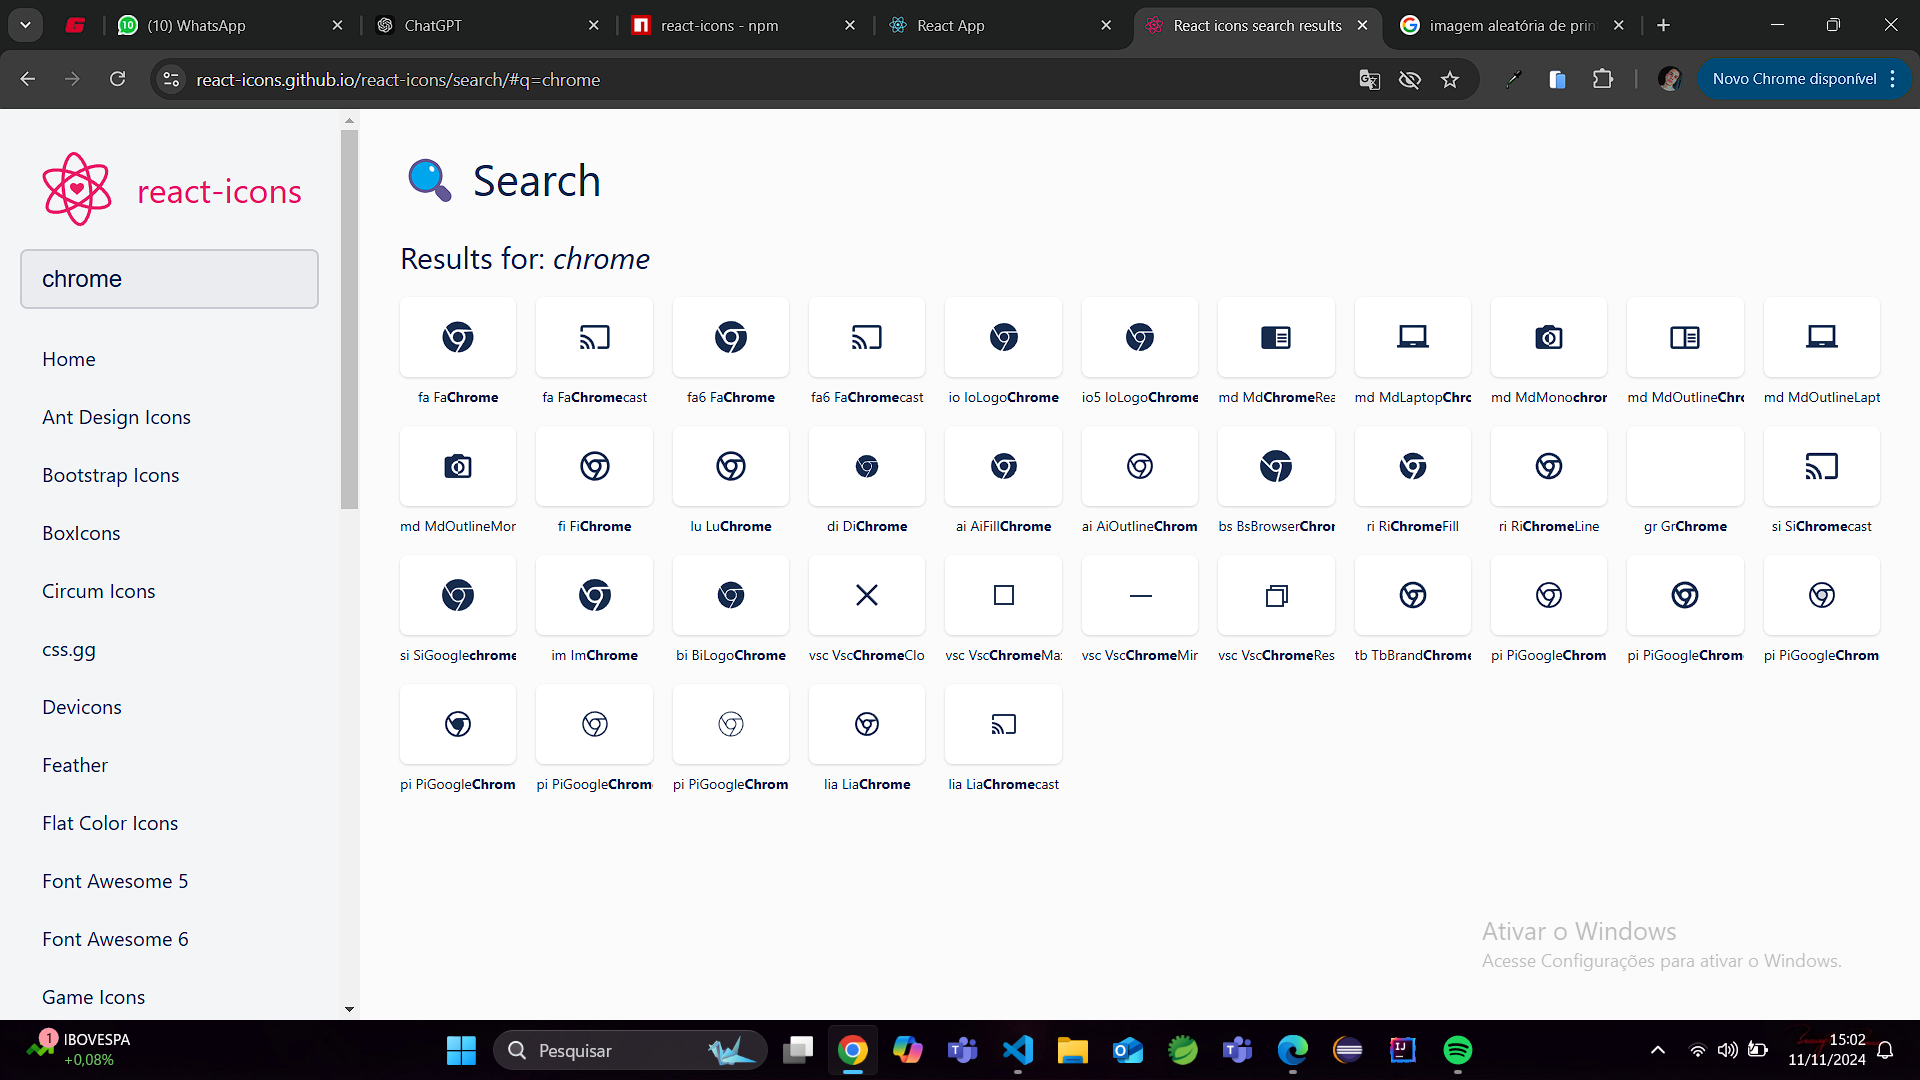 (10) WhatsApp
ChatGPT
react-icons - npm
React App
React icons search results
imagem aleatória de prin
react-icons.github.io/react-icons/search/#q=chrome
Novo Chrome disponível
react-icons
chrome
Home
Ant Design Icons
Bootstrap Icons
BoxIcons
Circum Icons
css.gg
Devicons
Feather
Flat Color Icons
Font Awesome 5
Font Awesome 6
Game Icons
Search
Results for: chrome
fa FaChrome
fa FaChromecast
fa6 FaChrome
fa6 FaChromecast
io IoLogoChrome
io5 IoLogoChrome
md MdChromeRea
md MdLaptopChro
md MdMonochrom
md MdOutlineChro
md MdOutlineLapt
md MdOutlineMon
fi FiChrome
lu LuChrome
di DiChrome
ai AiFillChrome
ai AiOutlineChrom
bs BsBrowserChrom
ri RiChromeFill
ri RiChromeLine
gr GrChrome
si SiChromecast
si SiGooglechrome
im ImChrome
bi BiLogoChrome
vsc VscChromeClo
vsc VscChromeMax
vsc VscChromeMin
vsc VscChromeRes
tb TbBrandChrome
pi PiGoogleChrom
pi PiGoogleChrom
pi PiGoogleChrom
pi PiGoogleChrom
pi PiGoogleChrom
pi PiGoogleChrom
lia LiaChrome
lia LiaChromecast
Ativar o Windows
Acesse Configurações para ativar o Windows.
1
IBOVESPA
+0,08%
Pesquisar
15:02
11/11/2024